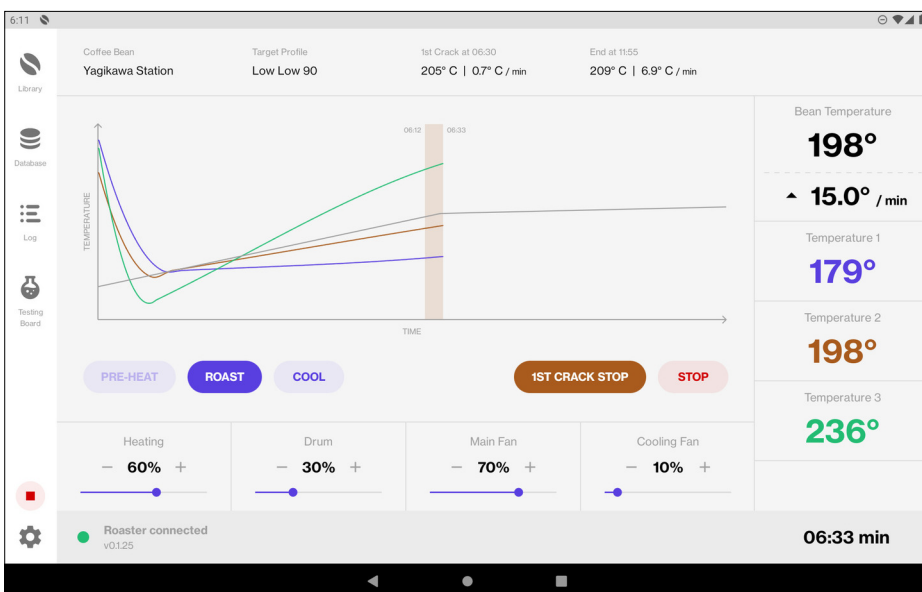 6:11
Library
Database
Log
Testing
Board
Coffee Bean
Yagikawa Station
Target Profile
Low Low 90
1st Crack at 06:30
205° C | 0.7° C / min
End at 11:55
209° C | 6.9° C / min
TEMPERATURE
06:12
06:33
TIME
PRE-HEAT
ROAST
COOL
1ST CRACK STOP
STOP
Heating
— 60% +
Drum
— 30% +
Main Fan
— 70% +
Cooling Fan
— 10% +
Bean Temperature
198°
15.0° / min
Temperature 1
179°
Temperature 2
198°
Temperature 3
236°
Roaster connected
v0.1.25
06:33 min